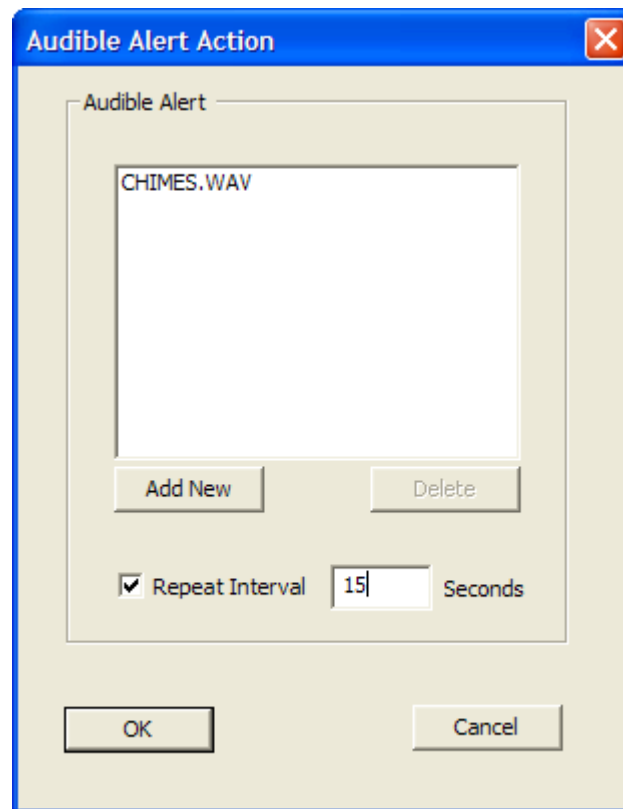 Audible Alert Action
Audible Alert
CHIMES.WAV
Add New Delete
Repeat Interval 15 Seconds
OK Cancel